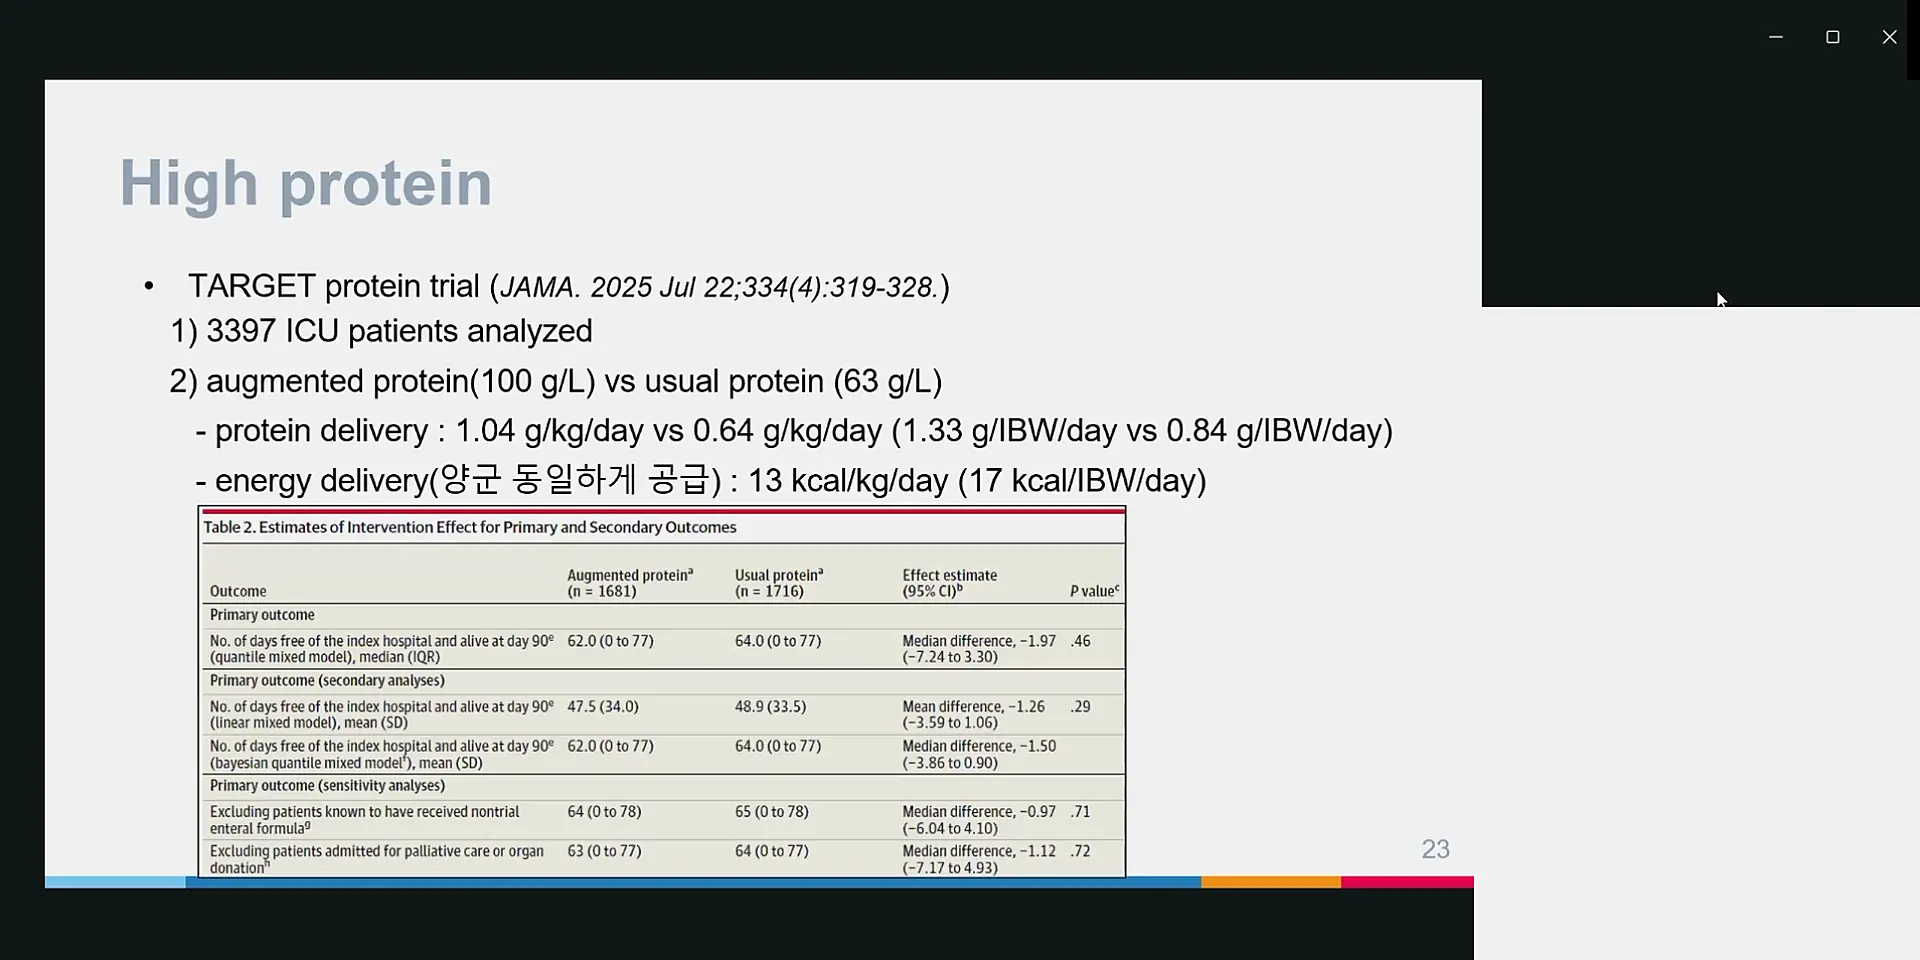 High protein
• TARGET protein trial (JAMA. 2025 Jul 22;334(4):319-328.)
1) 3397 ICU patients analyzed
2) augmented protein(100 g/L) vs usual protein (63 g/L)
- protein delivery : 1.04 g/kg/day vs 0.64 g/kg/day (1.33 g/IBW/day vs 0.84 g/IBW/day)
- energy delivery(양군 동일하게 공급) : 13 kcal/kg/day (17 kcal/IBW/day)
Table 2. Estimates of Intervention Effect for Primary and Secondary Outcomes
Augmented proteinᵃ Usual proteinᵃ Effect estimate
Outcome (n = 1681) (n = 1716) (95% CI)ᵇ P valueᶜ
Primary outcome
No. of days free of the index hospital and alive at day 90ᵉ 62.0 (0 to 77) 64.0 (0 to 77) Median difference, −1.97 .46
(quantile mixed model), median (IQR) (−7.24 to 3.30)
Primary outcome (secondary analyses)
No. of days free of the index hospital and alive at day 90ᵉ 47.5 (34.0) 48.9 (33.5) Mean difference, −1.26 .29
(linear mixed model), mean (SD) (−3.59 to 1.06)
No. of days free of the index hospital and alive at day 90ᵉ 62.0 (0 to 77) 64.0 (0 to 77) Median difference, −1.50
(bayesian quantile mixed modelᶠ), mean (SD) (−3.86 to 0.90)
Primary outcome (sensitivity analyses)
Excluding patients known to have received nontrial 64 (0 to 78) 65 (0 to 78) Median difference, −0.97 .71
enteral formulaᵍ (−6.04 to 4.10)
Excluding patients admitted for palliative care or organ 63 (0 to 77) 64 (0 to 77) Median difference, −1.12 .72
donationʰ (−7.17 to 4.93)
23